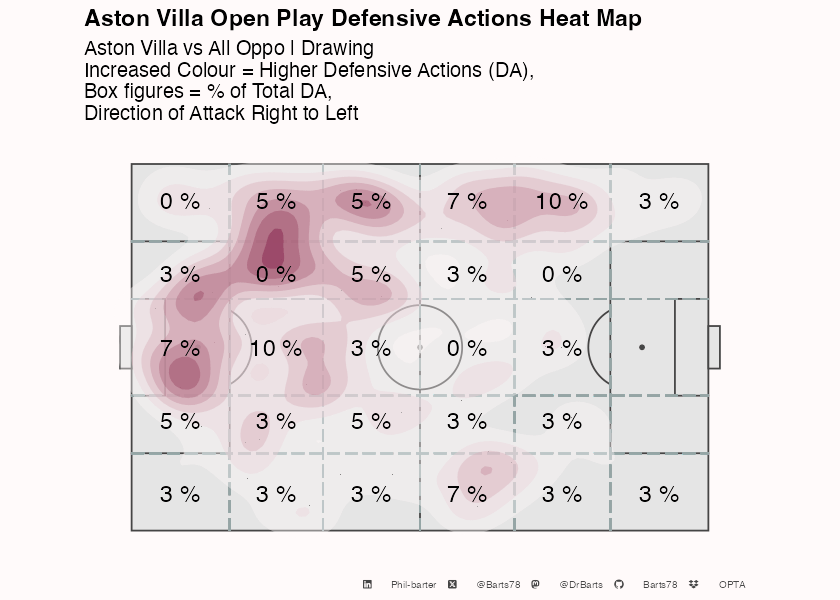 Aston Villa Open Play Defensive Actions Heat Map
Aston Villa vs All Oppo | Drawing
Increased Colour = Higher Defensive Actions (DA),
Box figures = % of Total DA,
Direction of Attack Right to Left
0 % 5 % 5 % 7 % 10 % 3 %
3 % 0 % 5 % 3 % 0 %
7 % 10 % 3 % 0 % 3 %
5 % 3 % 5 % 3 % 3 %
3 % 3 % 3 % 7 % 3 % 3 %
Phil-barter @Barts78 @DrBarts Barts78 OPTA